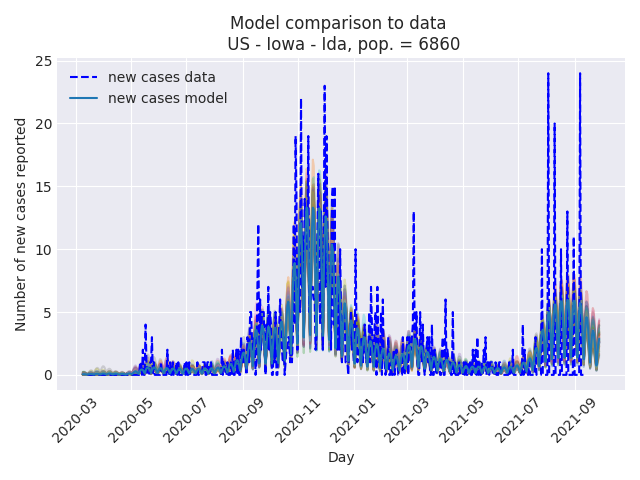 Model comparison to data
US - Iowa - Ida, pop. = 6860
new cases data
new cases model
Number of new cases reported
25
20
15
10
5
0
2020-03
2020-05
2020-07
2020-09
2020-11
2021-01
2021-03
2021-05
2021-07
2021-09
Day